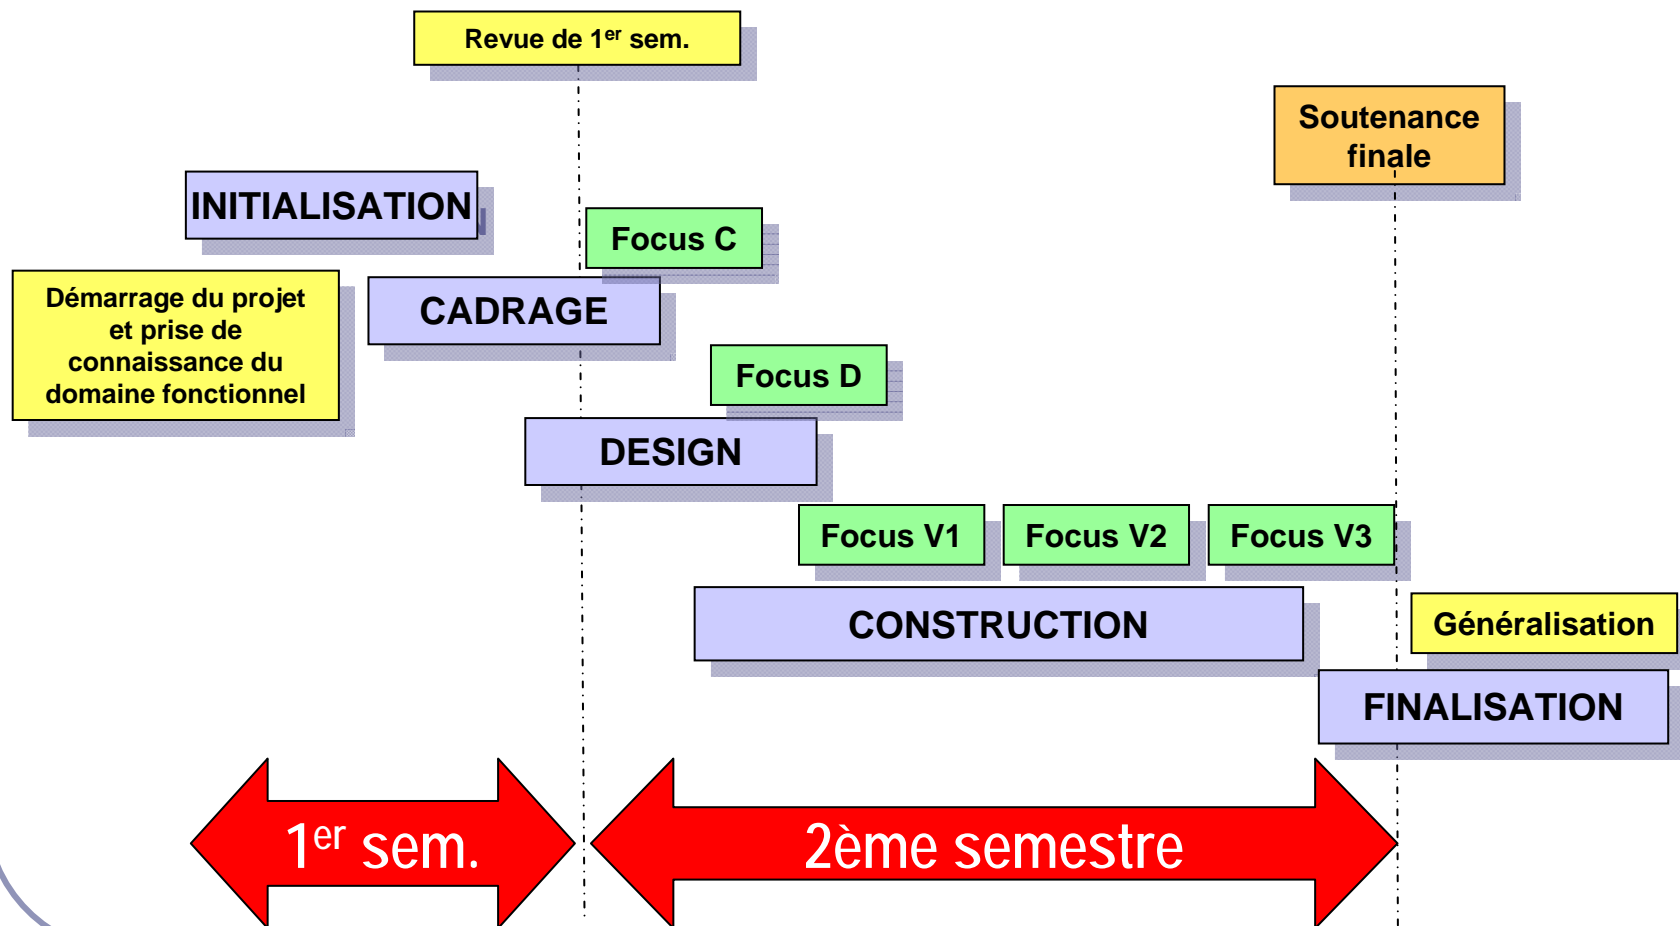 Revue de 1er sem.
Soutenance
finale
INITIALISATION
Focus C
Démarrage du projet
et prise de
connaissance du
domaine fonctionnel
CADRAGE
Focus D
DESIGN
Focus V1
Focus V2
Focus V3
CONSTRUCTION
Généralisation
FINALISATION
1er sem.
2ème semestre